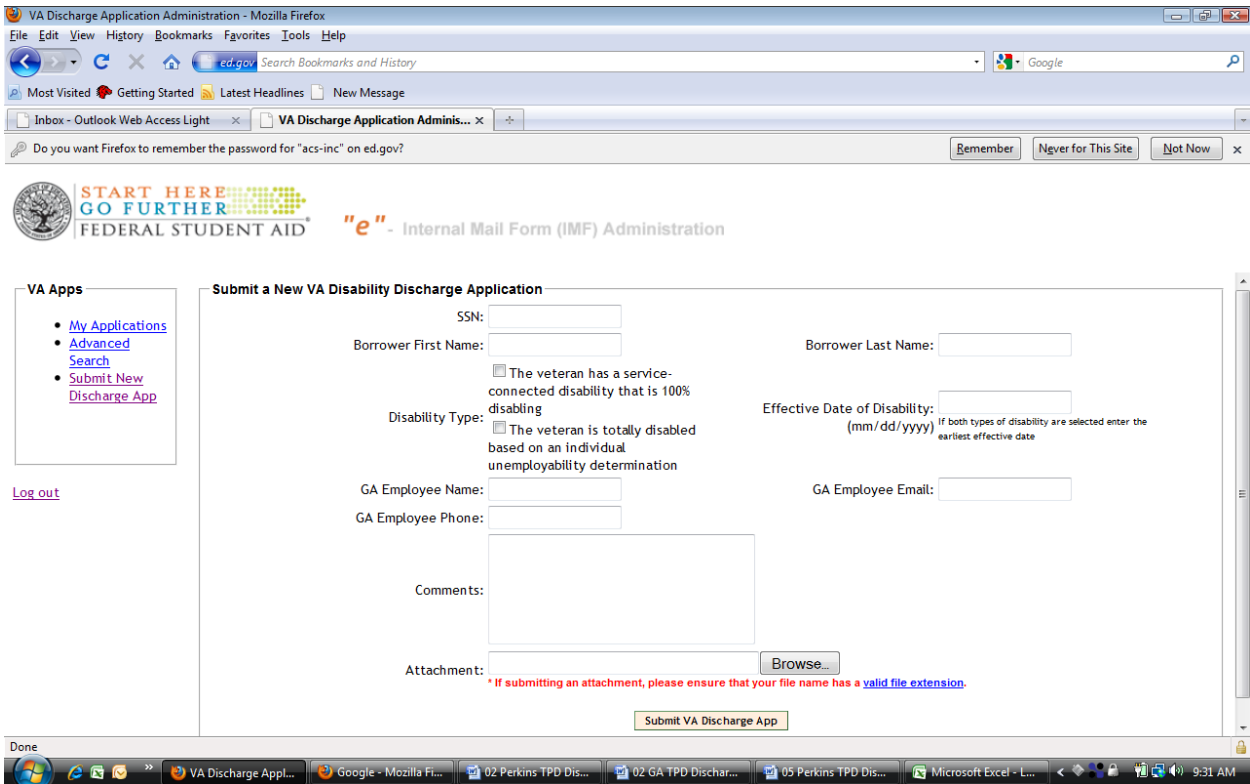 VA Discharge Application Administration - Mozilla Firefox
File Edit View History Bookmarks Favorites Tools Help
ed.gov Search Bookmarks and History
Google
Most Visited Getting Started Latest Headlines New Message
Inbox - Outlook Web Access Light
VA Discharge Application Adminis...
Do you want Firefox to remember the password for "acs-inc" on ed.gov?
Remember
Never for This Site
Not Now
START HERE
GO FURTHER
FEDERAL STUDENT AID
"e" - Internal Mail Form (IMF) Administration
VA Apps
My Applications
Advanced
Search
Submit New
Discharge App
Log out
Submit a New VA Disability Discharge Application
SSN:
Borrower First Name:
Borrower Last Name:
Disability Type:
The veteran has a service-
connected disability that is 100%
disabling
The veteran is totally disabled
based on an individual
unemployability determination
Effective Date of Disability:
(mm/dd/yyyy)
If both types of disability are selected enter the
earliest effective date
GA Employee Name:
GA Employee Email:
GA Employee Phone:
Comments:
Attachment:
Browse...
* If submitting an attachment, please ensure that your file name has a valid file extension.
Submit VA Discharge App
Done
VA Discharge Appl...
Google - Mozilla Fi...
02 Perkins TPD Dis...
02 GA TPD Dischar...
05 Perkins TPD Dis...
Microsoft Excel - L...
9:31 AM